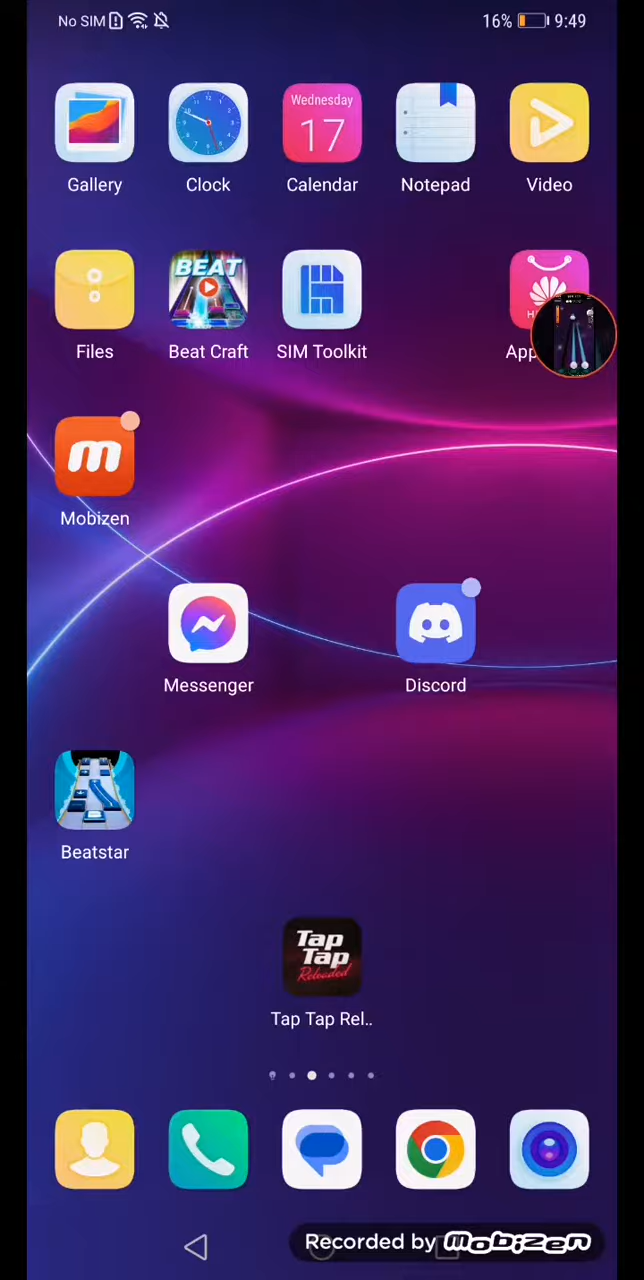 No SIM 16% 9:49
Wednesday
17
Gallery Clock Calendar Notepad Video
BEAT
Files Beat Craft SIM Toolkit App
m
Mobizen
Messenger Discord
Beatstar
Tap
Tap
Reloaded
Tap Tap Rel..
Recorded by mobizen